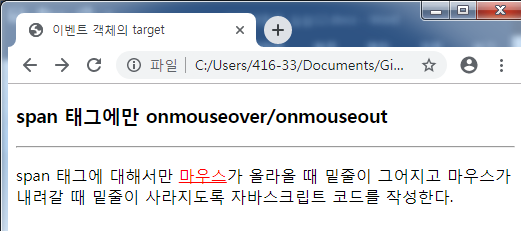 이벤트 객체의 target
파일 | C:/Users/416-33/Documents/Gi...
span 태그에만 onmouseover/onmouseout
span 태그에 대해서만 마우스가 올라올 때 밑줄이 그어지고 마우스가
내려갈 때 밑줄이 사라지도록 자바스크립트 코드를 작성한다.